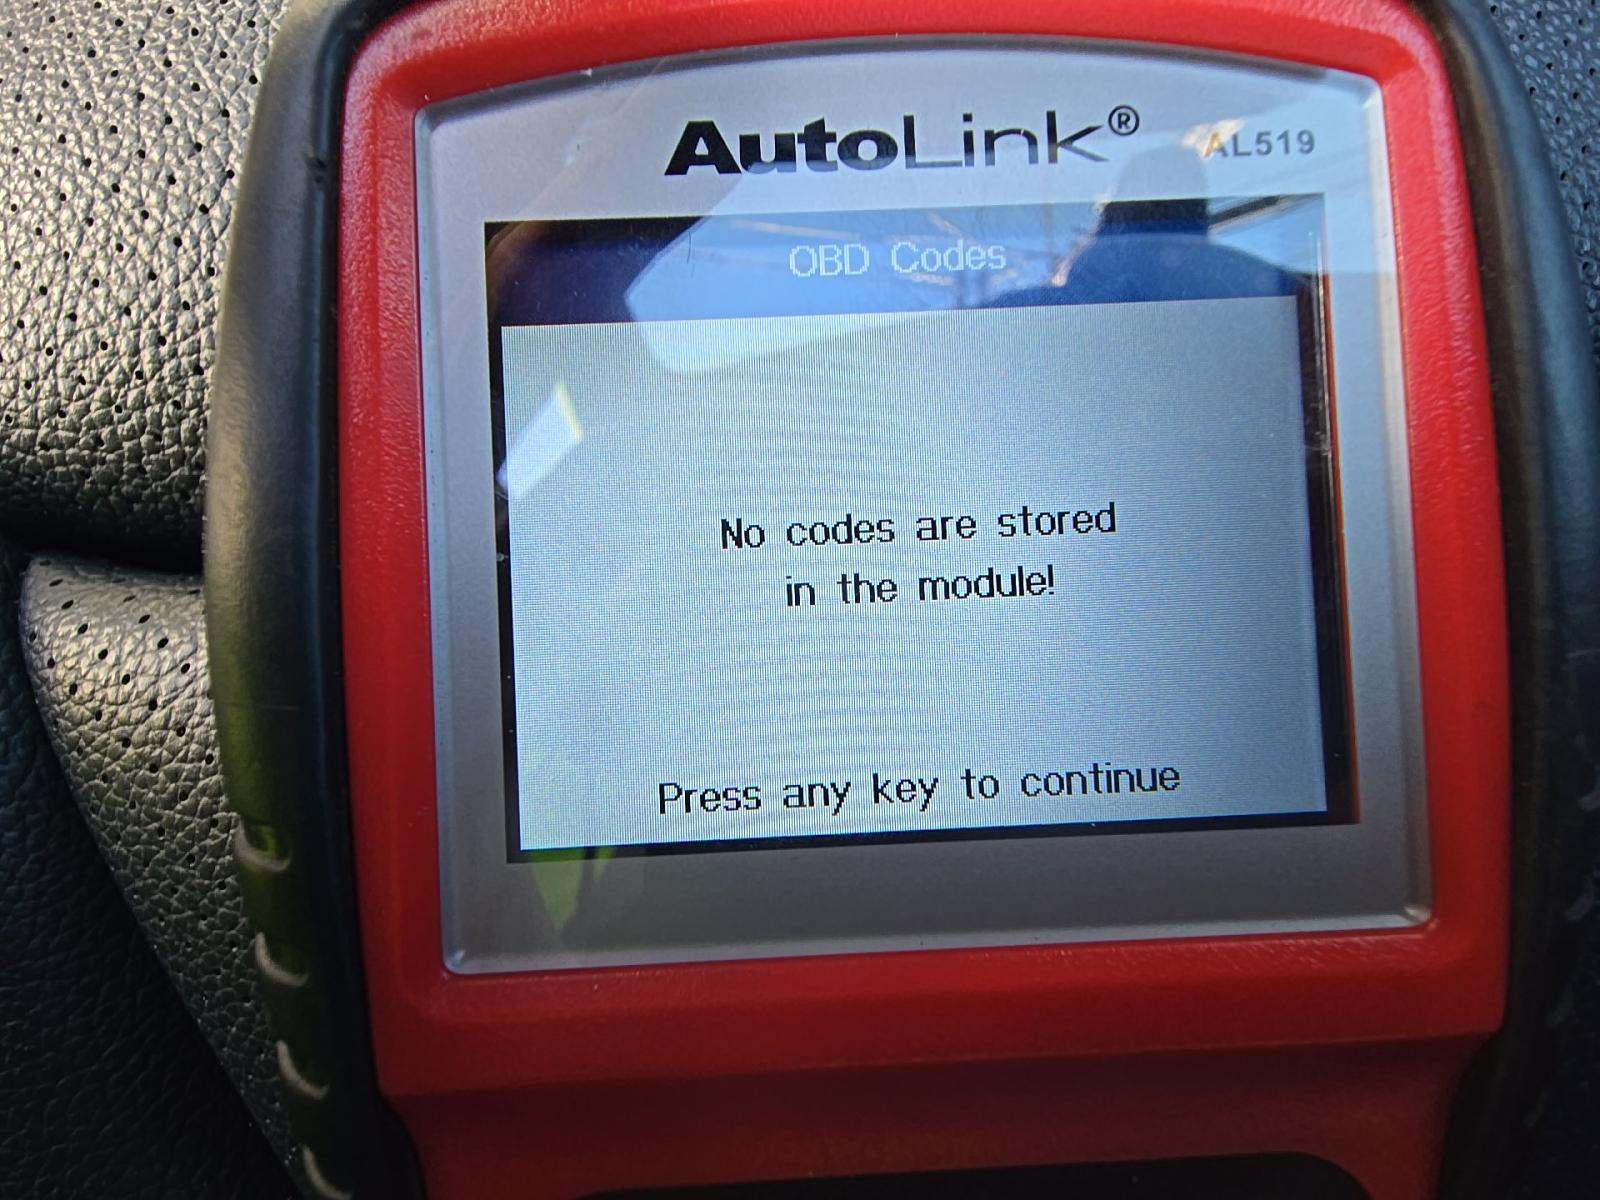 AutoLink®
AL519
OBD Codes
No codes are stored
in the module!
Press any key to continue